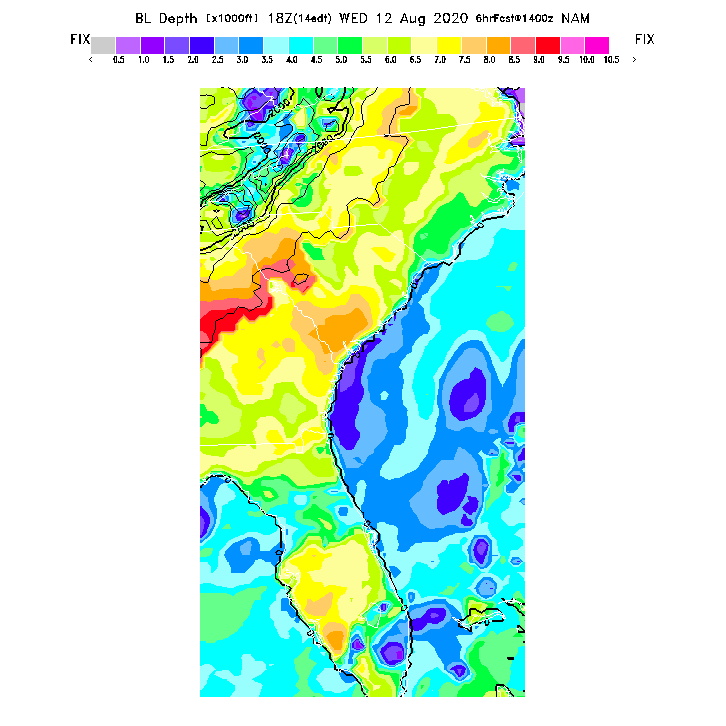 BL Depth [x1000ft] 18Z(14edt) WED 12 Aug 2020 6hrFcst@1400z NAM
FIX FIX
< 0.5 1.0 1.5 2.0 2.5 3.0 3.5 4.0 4.5 5.0 5.5 6.0 6.5 7.0 7.5 8.0 8.5 9.0 9.5 10.0 10.5 >
2000